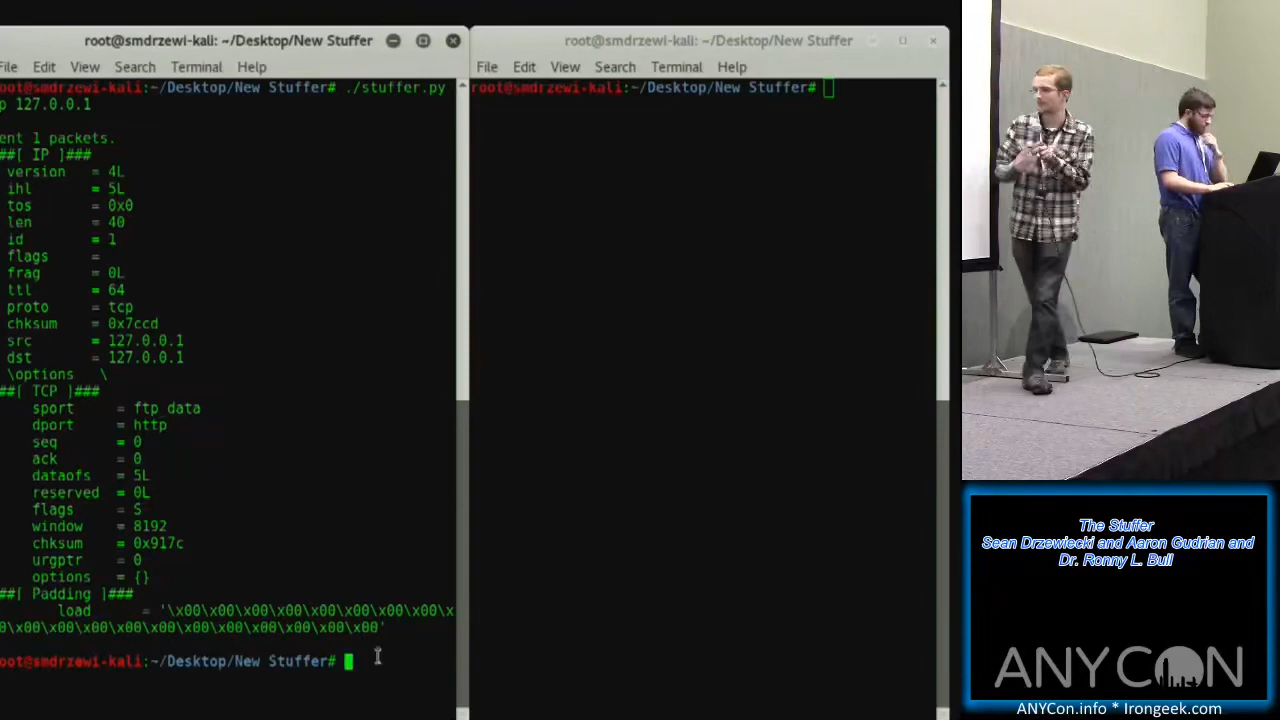 root@smdrzewi-kali: ~/Desktop/New Stuffer
File Edit View Search Terminal Help
root@smdrzewi-kali:~/Desktop/New Stuffer# ./stuffer.py
p 127.0.0.1
ent 1 packets.
##[ IP ]###
version = 4L
ihl = 5L
tos = 0x0
len = 40
id = 1
flags =
frag = 0L
ttl = 64
proto = tcp
chksum = 0x7ccd
src = 127.0.0.1
dst = 127.0.0.1
\options \
##[ TCP ]###
sport = ftp_data
dport = http
seq = 0
ack = 0
dataofs = 5L
reserved = 0L
flags = S
window = 8192
chksum = 0x917c
urgptr = 0
options = {}
##[ Padding ]###
load = '\x00\x00\x00\x00\x00\x00\x00\x00\x00\x00\x
0\x00\x00\x00\x00\x00\x00\x00\x00\x00\x00\x00\x00'
root@smdrzewi-kali:~/Desktop/New Stuffer#
root@smdrzewi-kali: ~/Desktop/New Stuffer
File Edit View Search Terminal Help
root@smdrzewi-kali:~/Desktop/New Stuffer#
The Stuffer
Sean Drzewiecki and Aaron Gudrian and
Dr. Ronny L. Bull
ANYCON
ANYCon.info * Irongeek.com